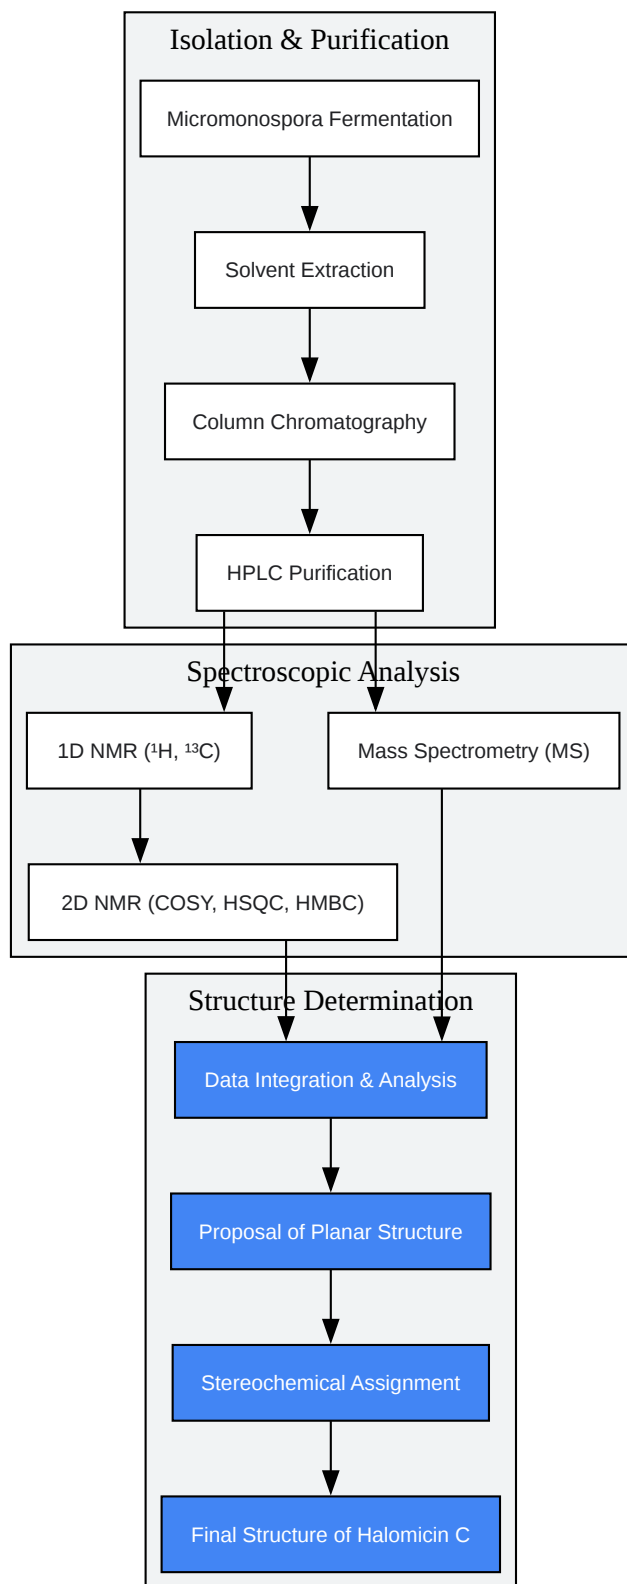 Isolation & Purification
Micromonospora Fermentation
Solvent Extraction
Column Chromatography
HPLC Purification
Spectroscopic Analysis
1D NMR (¹H, ¹³C)
Mass Spectrometry (MS)
2D NMR (COSY, HSQC, HMBC)
Structure Determination
Data Integration & Analysis
Proposal of Planar Structure
Stereochemical Assignment
Final Structure of Halomicin C